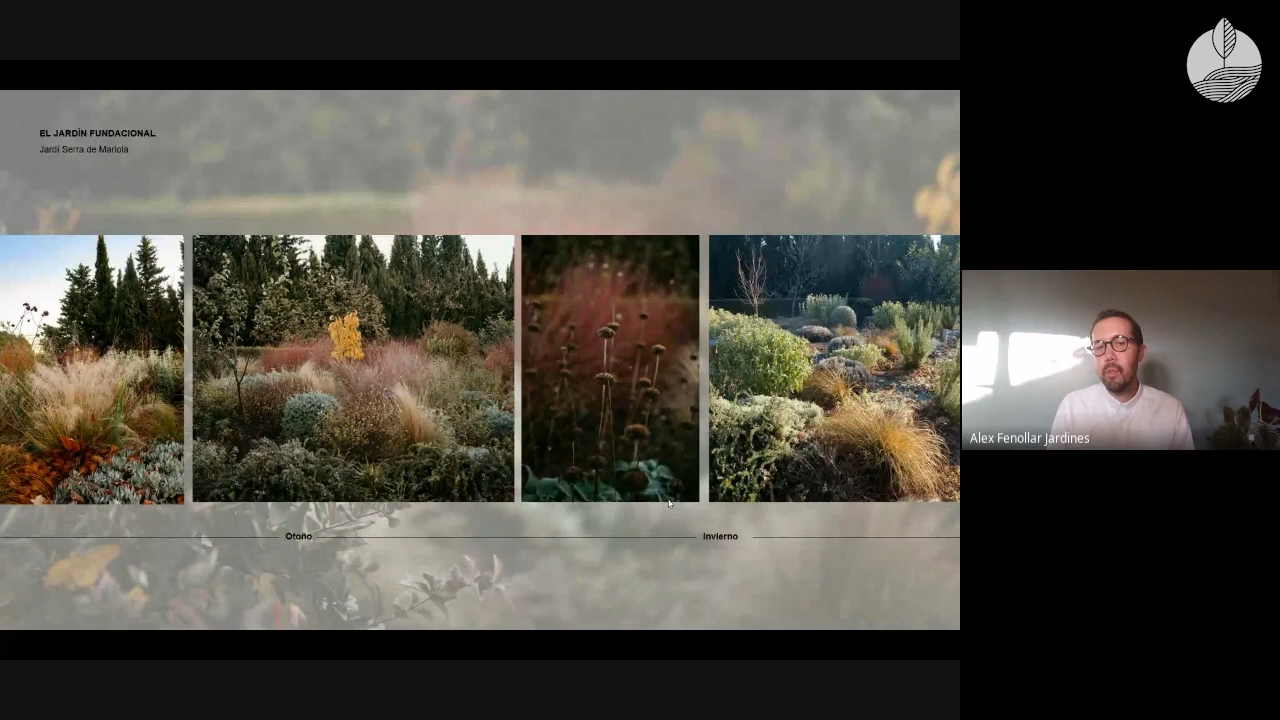 EL JARDÍN FUNDACIONAL
Jardí Serra de Mariola
Otoño
Invierno
Alex Fenollar Jardines